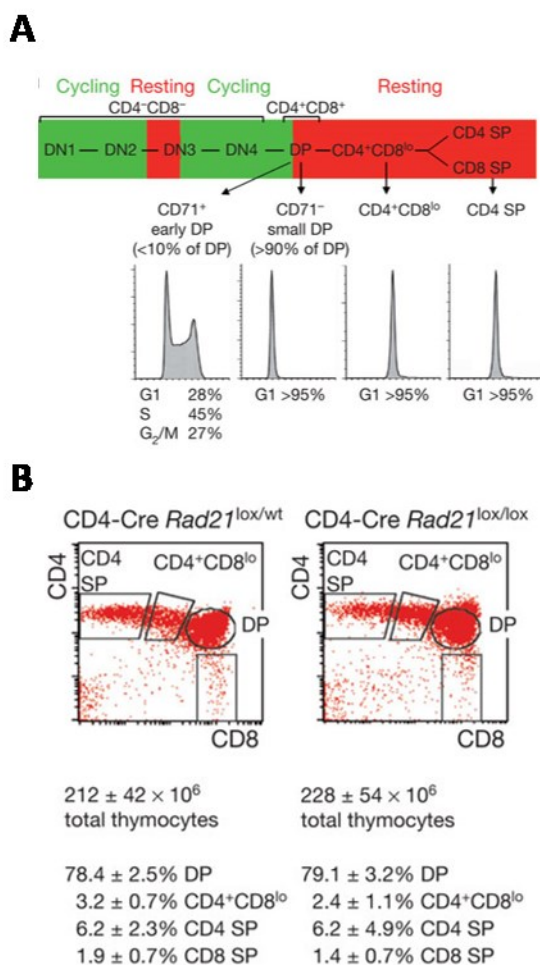 A
Cycling Resting Cycling Resting
CD4⁻CD8⁻ CD4⁺CD8⁺
DN1 — DN2 — DN3 — DN4 — DP — CD4⁺CD8ˡᵒ
CD4 SP
CD8 SP
CD71⁺ CD71⁻ CD4⁺CD8ˡᵒ CD4 SP
early DP small DP
(<10% of DP) (>90% of DP)
G1 28% G1 >95% G1 >95% G1 >95%
S 45%
G₂/M 27%
B
CD4-Cre Rad21ˡᵒˣ/ʷᵗ CD4-Cre Rad21ˡᵒˣ/ˡᵒˣ
CD4 CD4 SP CD4⁺CD8ˡᵒ DP CD8
CD4 CD4 SP CD4⁺CD8ˡᵒ DP CD8
212 ± 42 × 10⁶ 228 ± 54 × 10⁶
total thymocytes total thymocytes
78.4 ± 2.5% DP 79.1 ± 3.2% DP
3.2 ± 0.7% CD4⁺CD8ˡᵒ 2.4 ± 1.1% CD4⁺CD8ˡᵒ
6.2 ± 2.3% CD4 SP 6.2 ± 4.9% CD4 SP
1.9 ± 0.7% CD8 SP 1.4 ± 0.7% CD8 SP